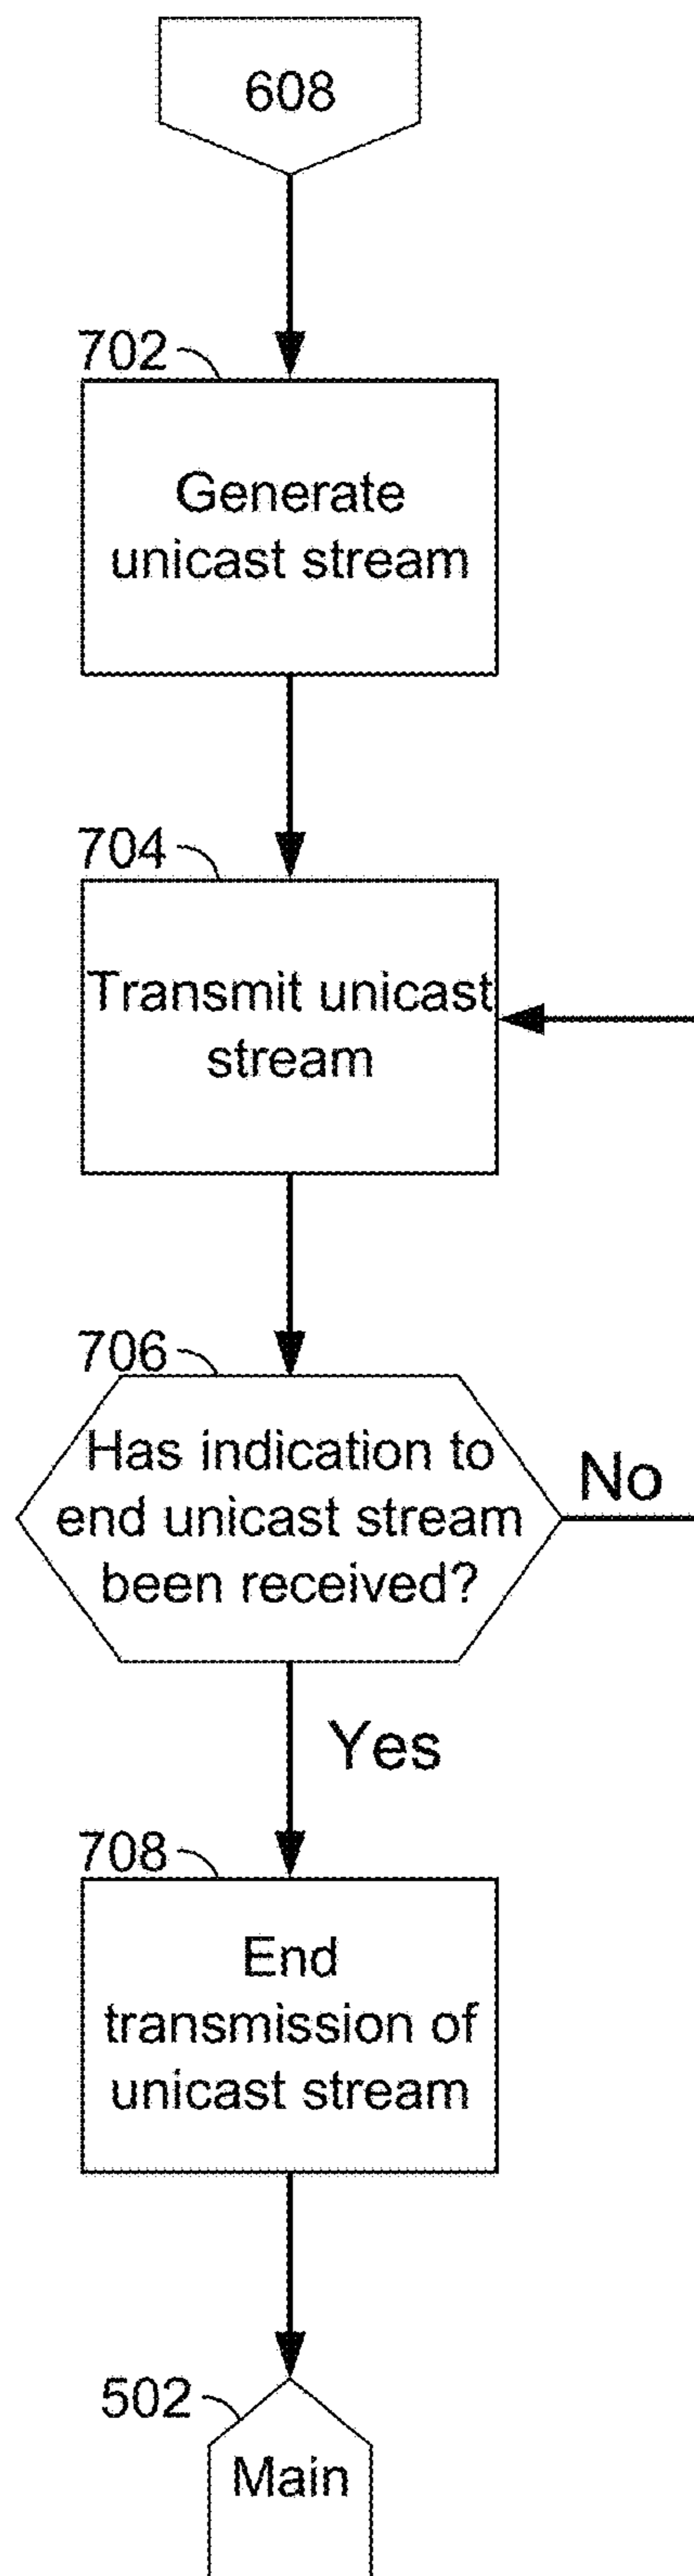 608
702
Generate
unicast stream
704
Transmit unicast
stream
706
Has indication to
end unicast stream
been received?
No
Yes
708
End
transmission of
unicast stream
502
Main